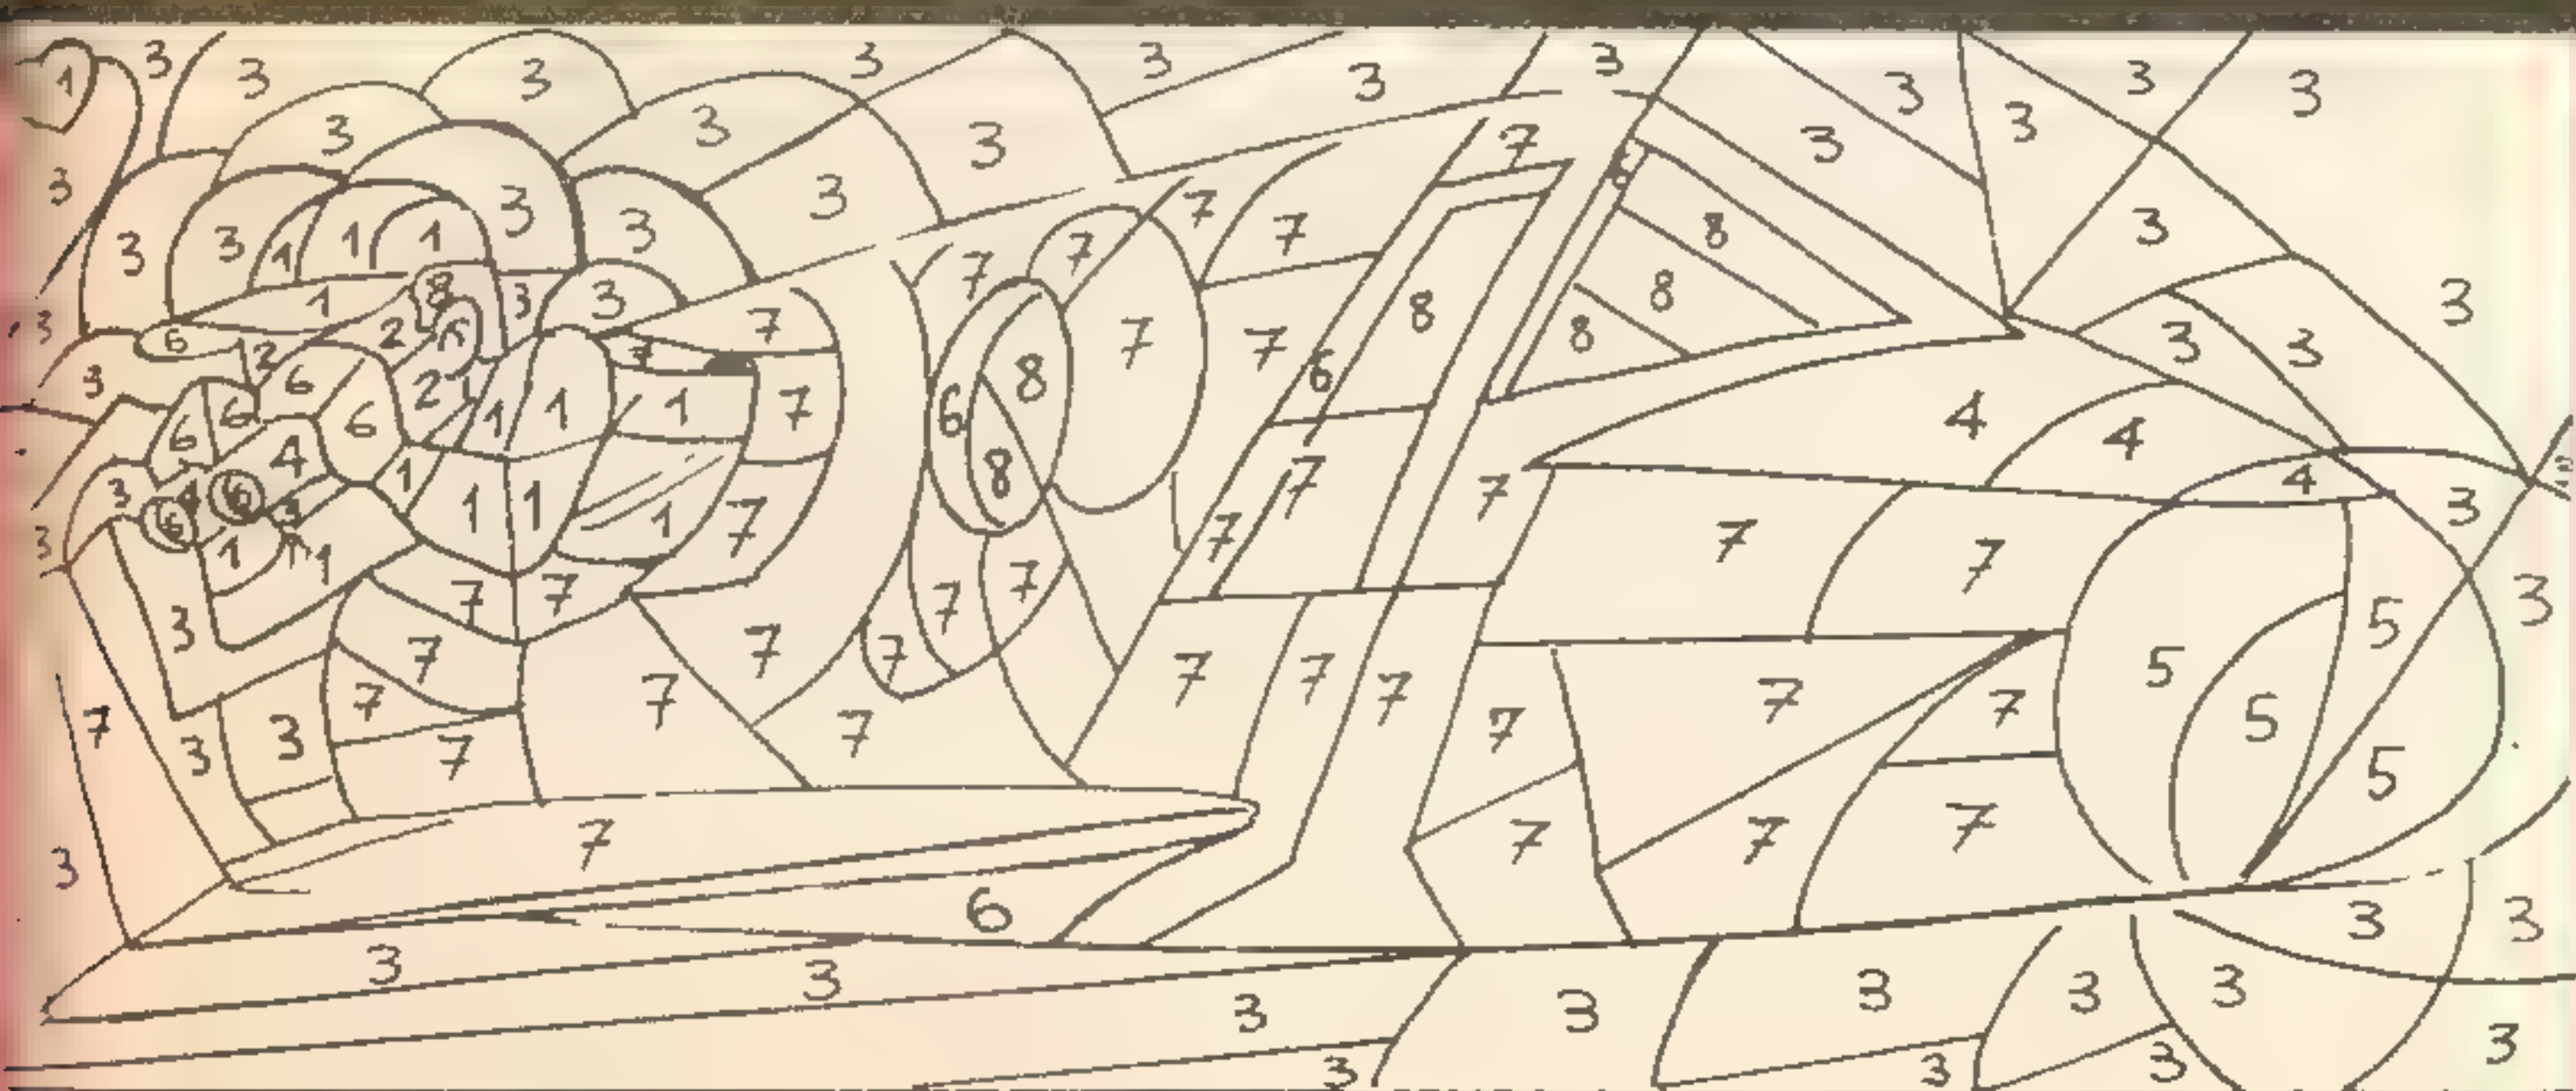 1 3 3 3 3 3 3 3 3 3 3
3 3 3 3 3 3 3
3 3 3 1 1 1 3 3 3 7 7 7 7 8 3
3 1 8 3 3 7 7 8 8 3
6 2 2 6 7 7 7 7 8 8 3 3
3 6 2 1 1 1 7 6 8 7 6 4
6 6 4 6 8 7 7 4 4
3 4 6 1 1 1 1 7 7 7 3
3 6 3 1 1 7 7 7 7 7
3 7 7 7 7 5 3
7 7 7 7 7 7 7 7 5
7 3 3 7 7 7 7 7 5 5
3 7 7 7 7
6 3 3
3 3 3 3 3 3 3
3 3 3 3